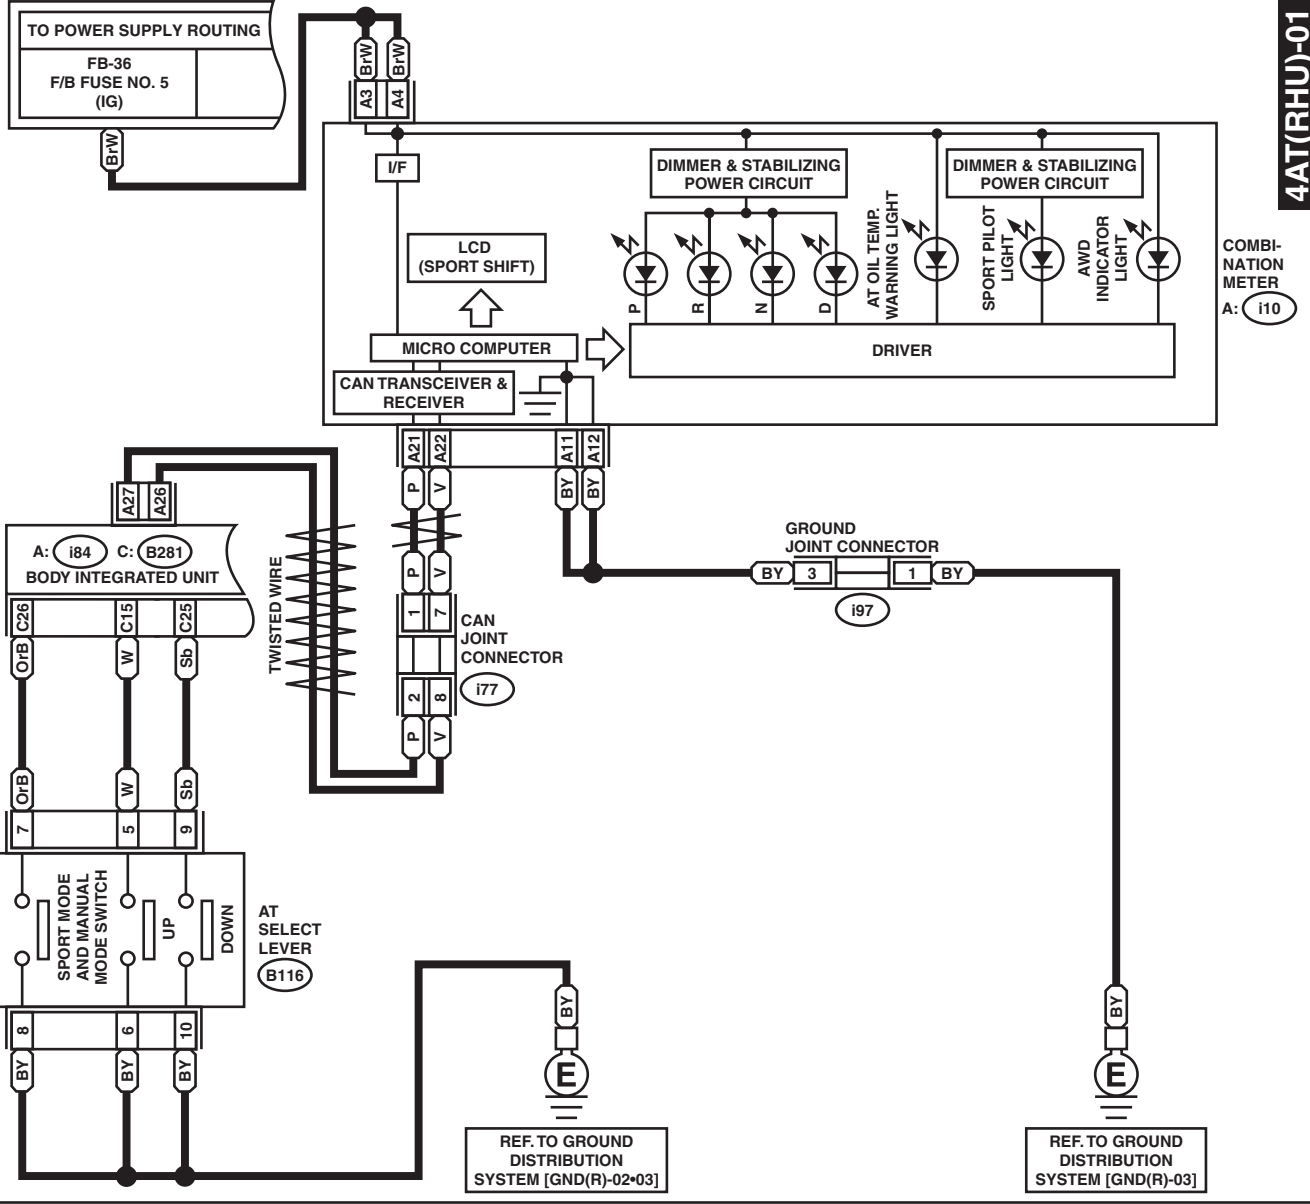 4AT(RHU)-01
TO POWER SUPPLY ROUTING
FB-36
F/B FUSE NO. 5
(IG)
BrW
BrW
BrW
A3
A4
I/F
LCD
(SPORT SHIFT)
DIMMER & STABILIZING
POWER CIRCUIT
P
R
N
D
AT OIL TEMP.
WARNING LIGHT
DIMMER & STABILIZING
POWER CIRCUIT
SPORT PILOT
LIGHT
AWD
INDICATOR
LIGHT
COMBI-
NATION
METER
A: i10
MICRO COMPUTER
DRIVER
CAN TRANSCEIVER &
RECEIVER
A21
A22
A11
A12
P
V
BY
BY
P
V
1
7
CAN
JOINT
CONNECTOR
i77
2
8
P
V
TWISTED WIRE
A27
A26
A: i84 C: B281
BODY INTEGRATED UNIT
C26
C15
C25
OrB
W
Sb
OrB
W
Sb
7
5
9
SPORT MODE
AND MANUAL
MODE SWITCH
UP
DOWN
AT
SELECT
LEVER
B116
8
6
10
BY
BY
BY
GROUND
JOINT CONNECTOR
BY
3
1
BY
i97
BY
E
REF. TO GROUND
DISTRIBUTION
SYSTEM [GND(R)-02•03]
BY
E
REF. TO GROUND
DISTRIBUTION
SYSTEM [GND(R)-03]